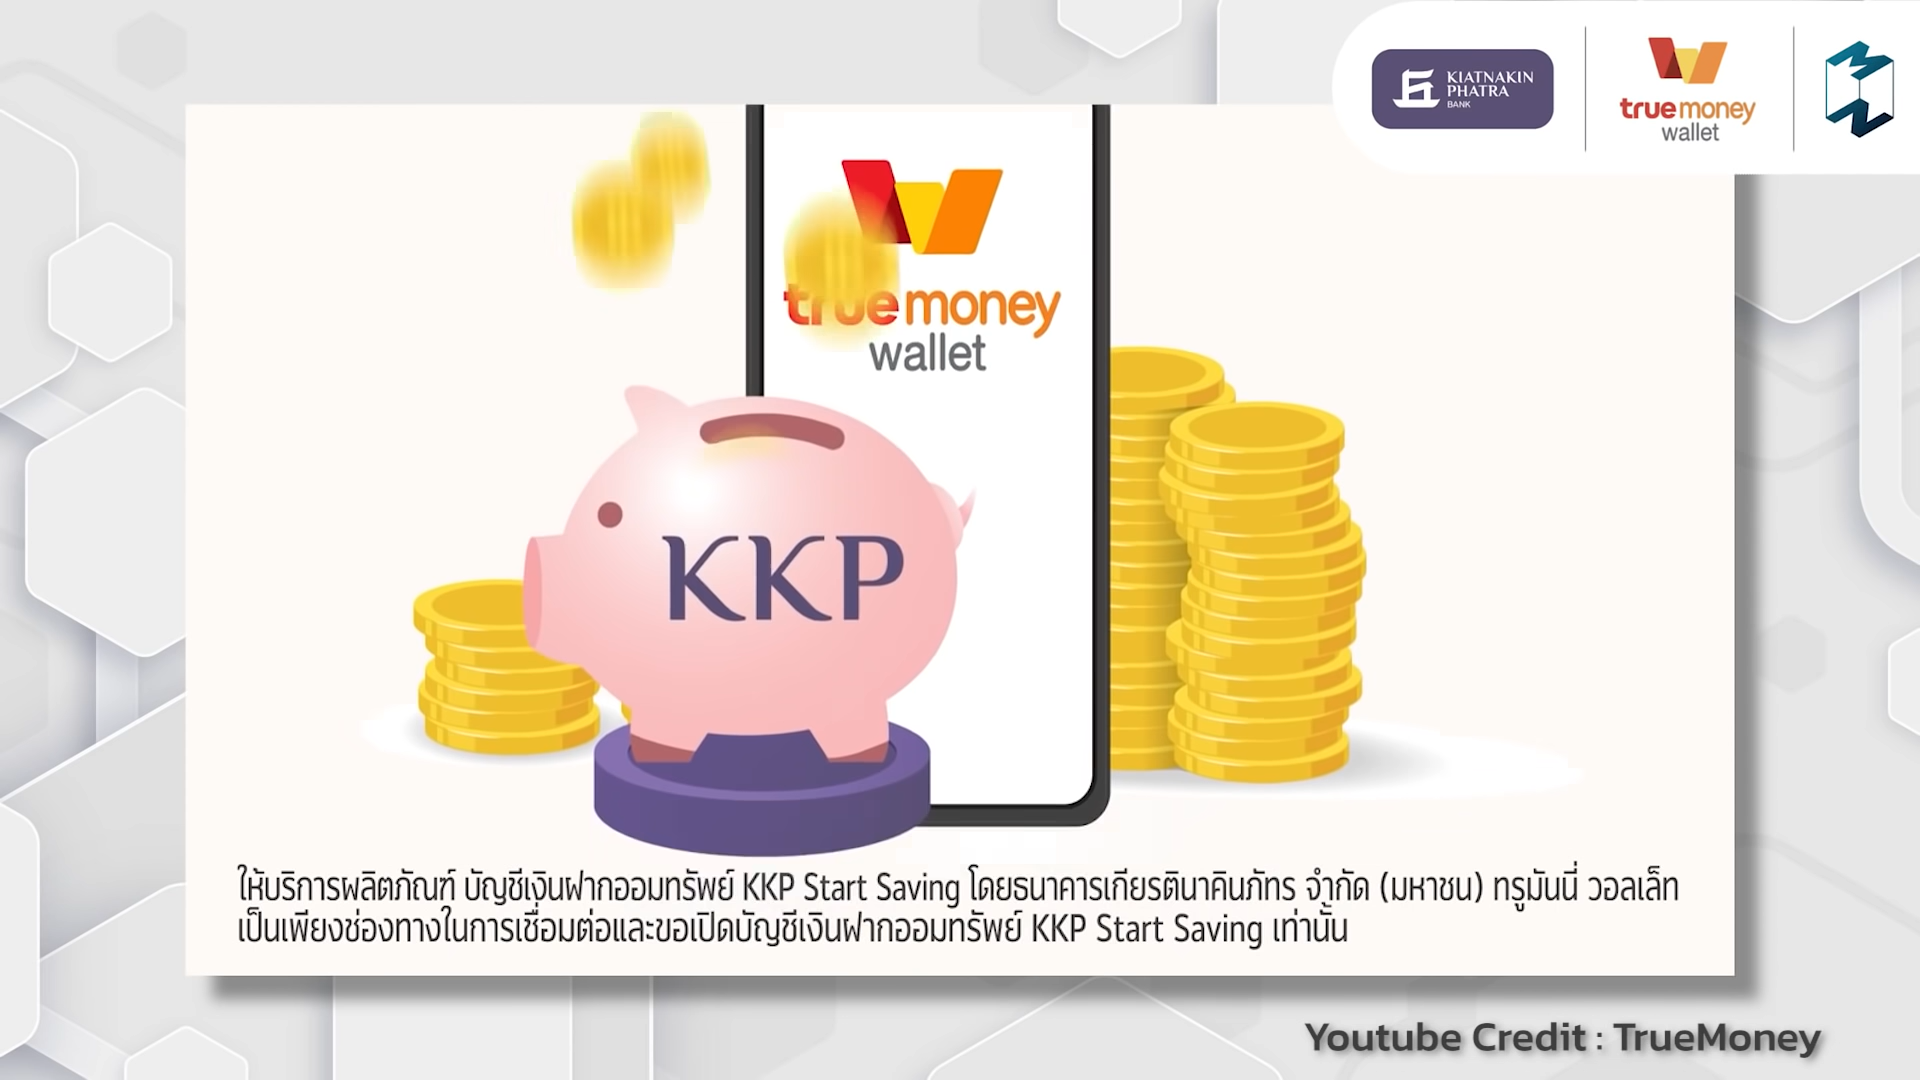 KIATNAKIN
PHATRA
BANK
truemoney
wallet
truemoney
wallet
KKP
ให้บริการผลิตภัณฑ์ บัญชีเงินฝากออมทรัพย์ KKP Start Saving โดยธนาคารเกียรตินาคินภัทร จำกัด (มหาชน) ทรูมันนี่ วอลเล็ท
เป็นเพียงช่องทางในการเชื่อมต่อและขอเปิดบัญชีเงินฝากออมทรัพย์ KKP Start Saving เท่านั้น
Youtube Credit : TrueMoney